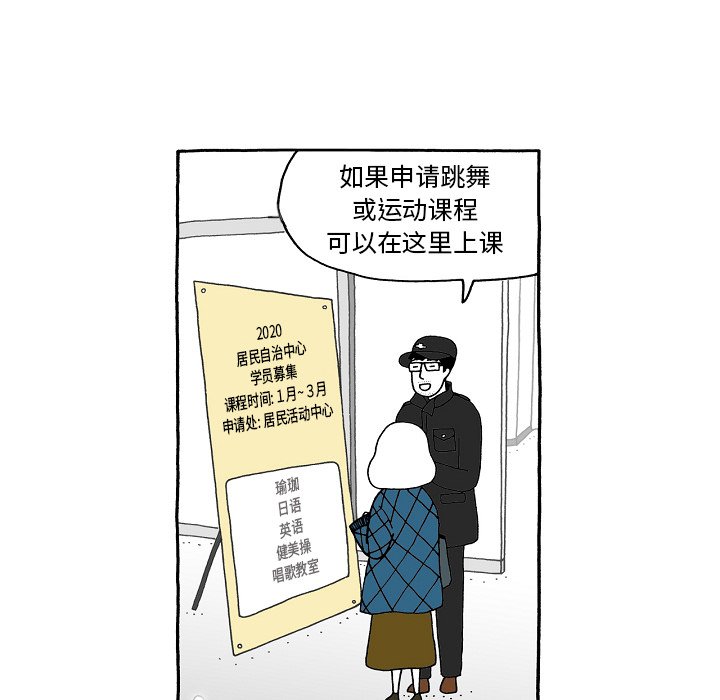 如果申请跳舞
或运动课程
可以在这里上课
2020
居民自治中心
学员募集
课程时间: 1月~3月
申请处: 居民活动中心
瑜珈
日语
英语
健美操
唱歌教室